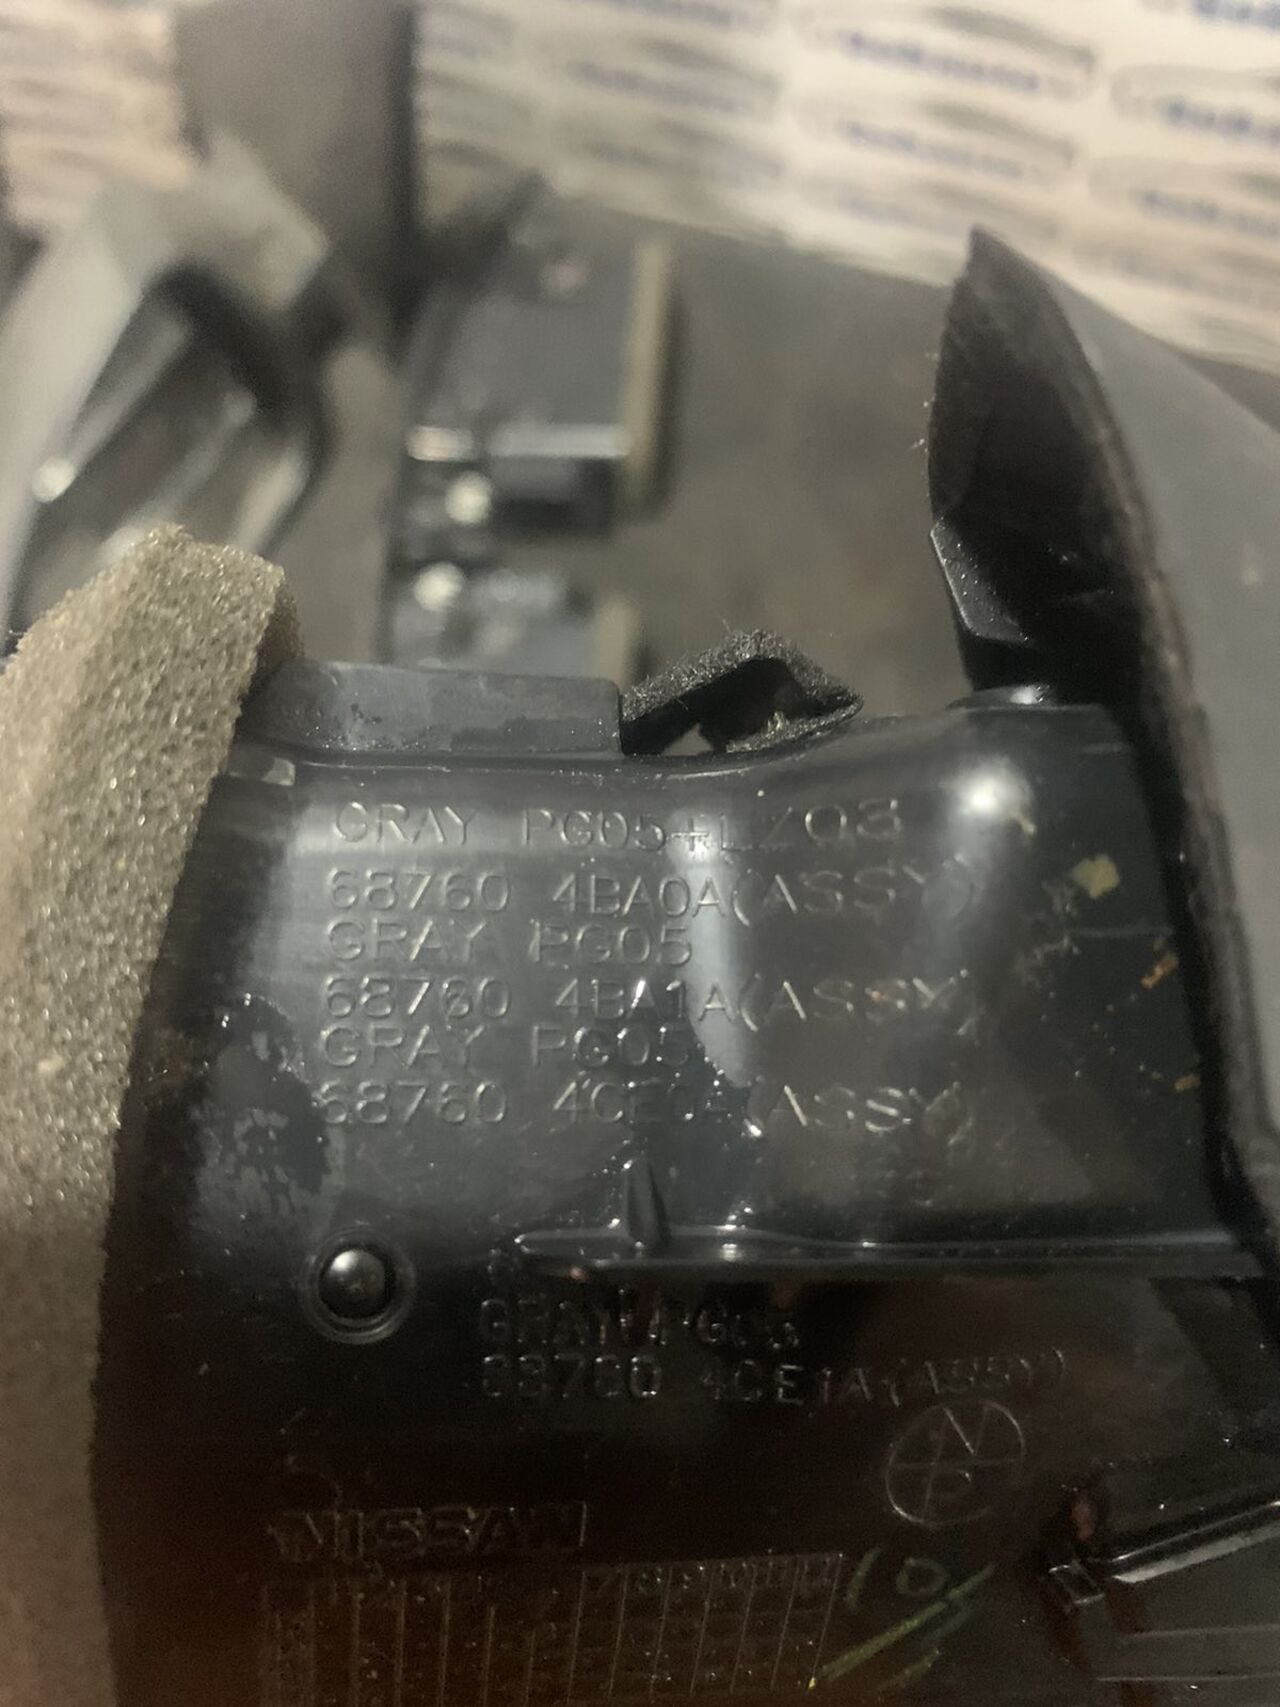 GRAY PG05+LZ03
68760 4BA0A(ASSY)
GRAY PG05
68760 4BA1A(ASSY)
GRAY PG05
68760 4CE0A(ASSY)
GRAY PG05
68760 4CE1A(ASSY)
N
P
NISSAN
10